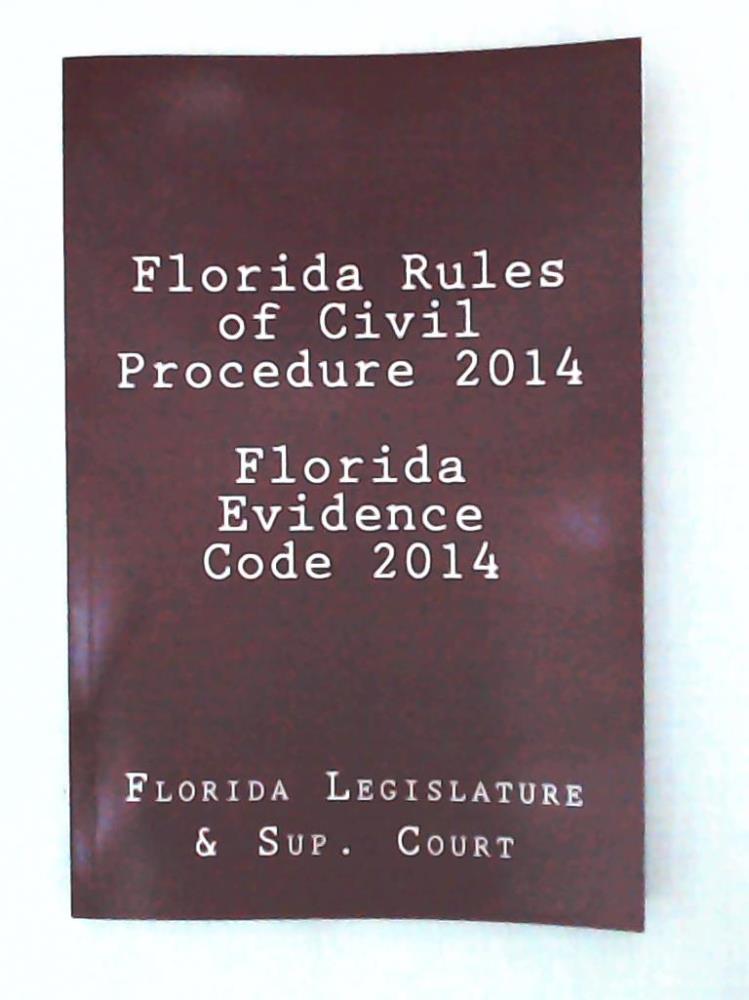 Florida Rules
of Civil
Procedure 2014
Florida
Evidence
Code 2014
FLORIDA LEGISLATURE
& SUP. COURT